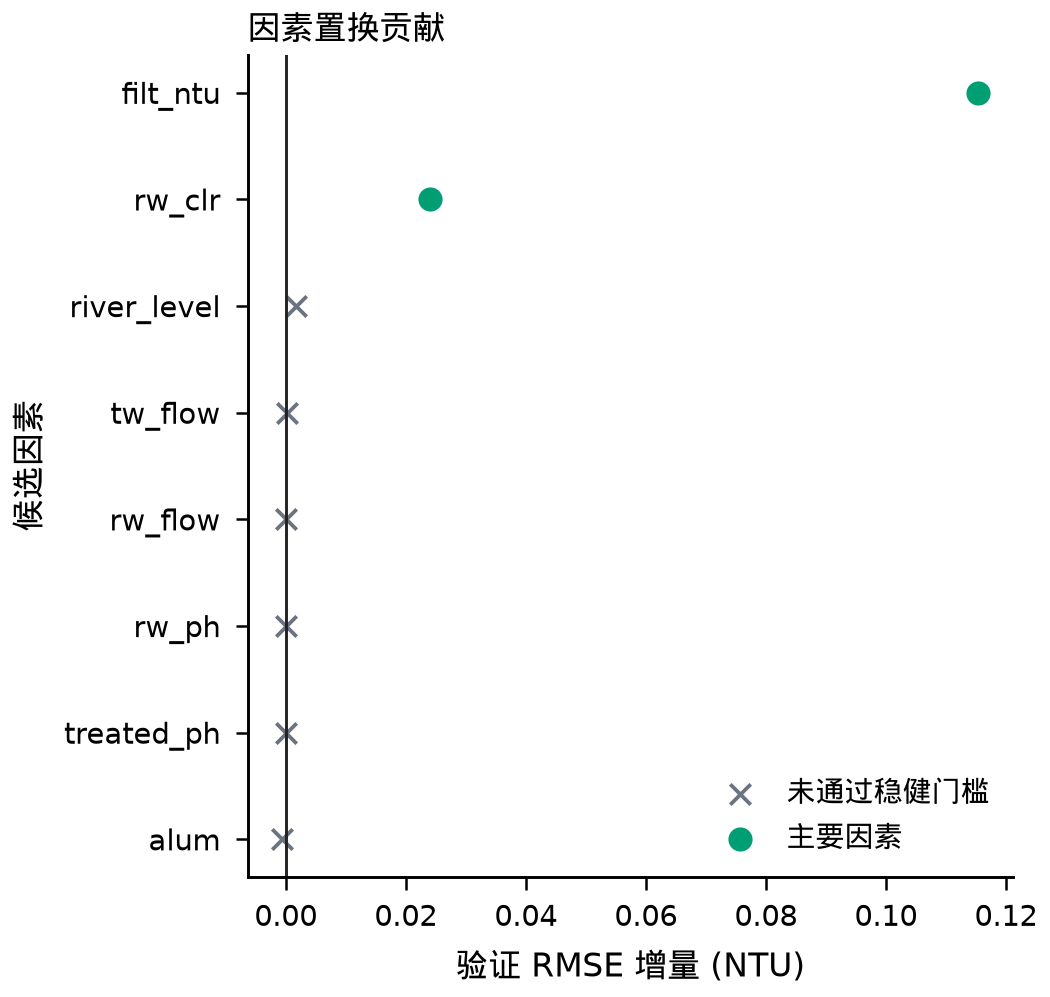 因素置换贡献
filt_ntu
rw_clr
river_level
tw_flow
rw_flow
rw_ph
treated_ph
alum
候选因素
未通过稳健门槛
主要因素
0.00 0.02 0.04 0.06 0.08 0.10 0.12
验证 RMSE 增量 (NTU)